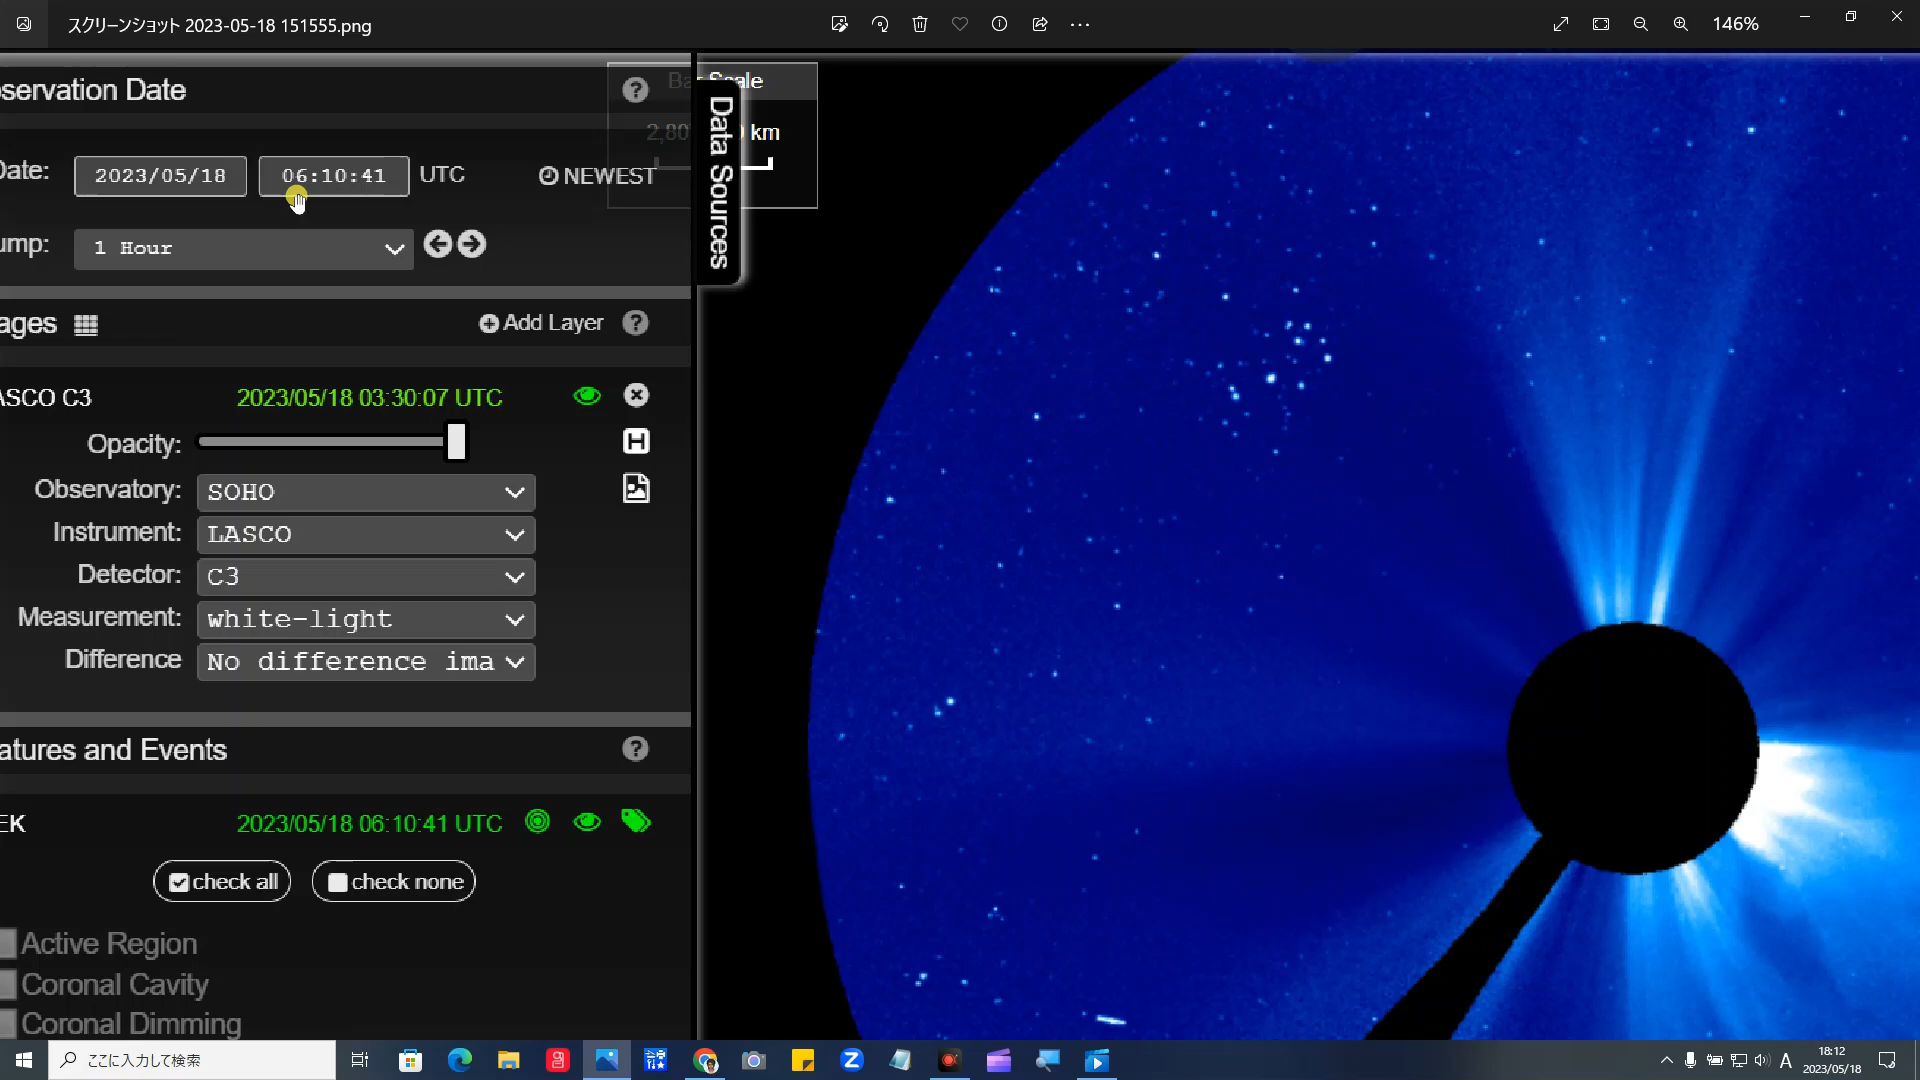 スクリーンショット 2023-05-18 151555.png
146%
servation Date
Bar Scale
2,80 0 km
Data Sources
Date:
2023/05/18
06:10:41
UTC
NEWEST
ump:
1 Hour
ages
Add Layer
ASCO C3
2023/05/18 03:30:07 UTC
Opacity:
Observatory:
SOHO
Instrument:
LASCO
Detector:
C3
Measurement:
white-light
Difference
No difference ima
atures and Events
EK
2023/05/18 06:10:41 UTC
check all
check none
Active Region
Coronal Cavity
Coronal Dimming
ここに入力して検索
A
18:12
2023/05/18